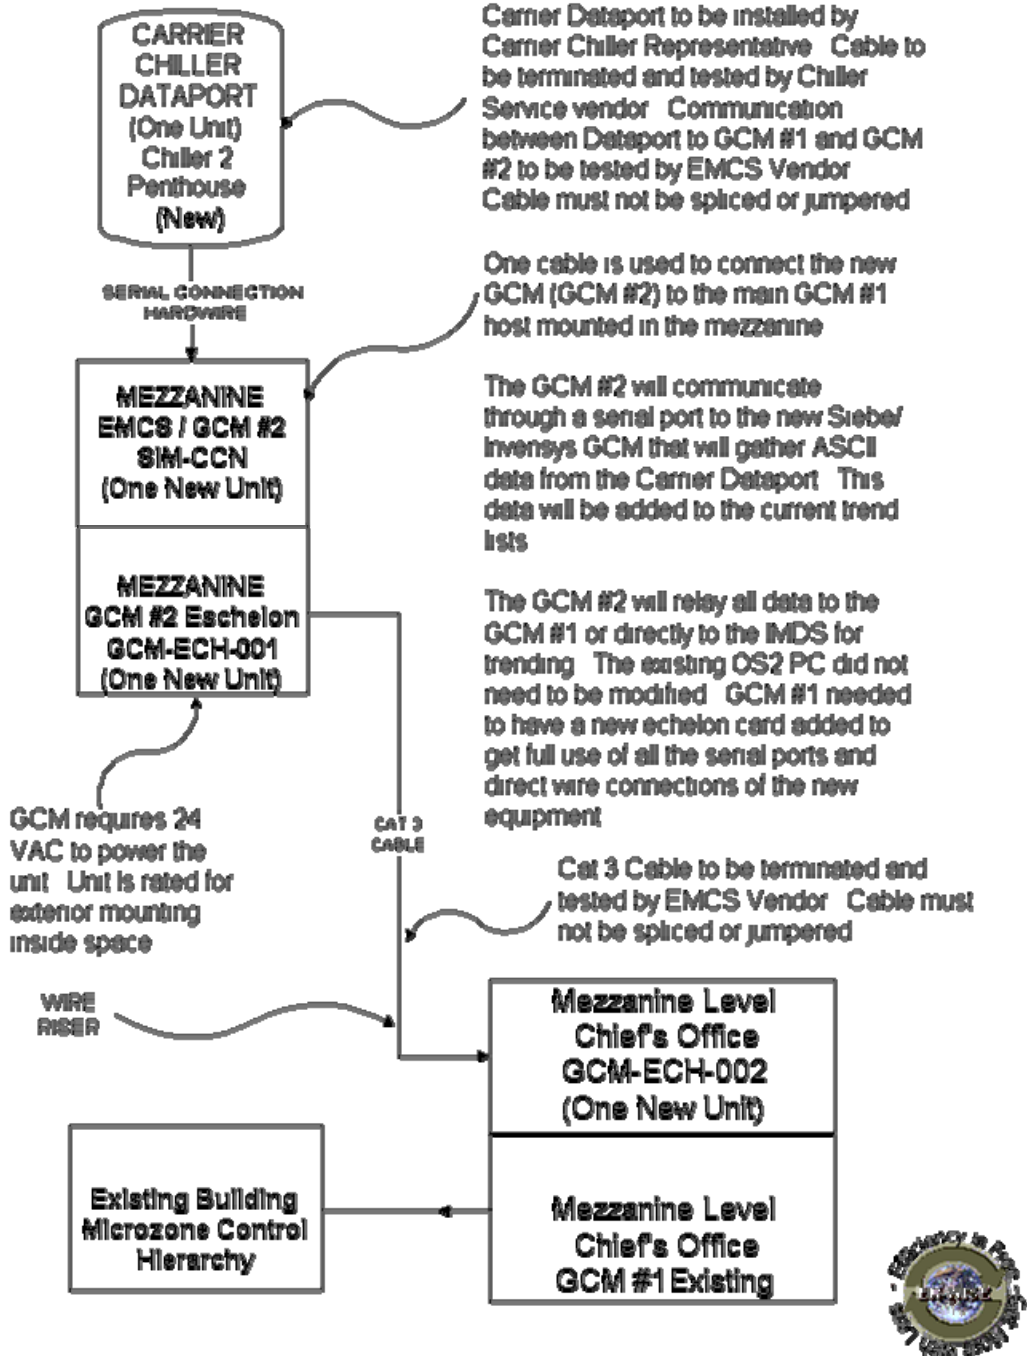 CARRIER
CHILLER
DATAPORT
(One Unit)
Chiller 2
Penthouse
(New)
Carrier Dataport to be installed by
Carrier Chiller Representative Cable to
be terminated and tested by Chiller
Service vendor Communication
between Dataport to GCM #1 and GCM
#2 to be tested by EMCS Vendor
Cable must not be spliced or jumpered
SERIAL CONNECTION
HARDWIRE
One cable is used to connect the new
GCM (GCM #2) to the main GCM #1
host mounted in the mezzanine
MEZZANINE
EMCS / GCM #2
SIM-CCN
(One New Unit)
The GCM #2 will communicate
through a serial port to the new Siebe/
Invensys GCM that will gather ASCII
data from the Carrier Dataport This
data will be added to the current trend
lists
MEZZANINE
GCM #2 Eschelon
GCM-ECH-001
(One New Unit)
The GCM #2 will relay all data to the
GCM #1 or directly to the IMDS for
trending The existing OS2 PC did not
need to be modified GCM #1 needed
to have a new echelon card added to
get full use of all the serial ports and
direct wire connections of the new
equipment
GCM requires 24
VAC to power the
unit Unit is rated for
exterior mounting
inside space
CAT 3
CABLE
Cat 3 Cable to be terminated and
tested by EMCS Vendor Cable must
not be spliced or jumpered
WIRE
RISER
Mezzanine Level
Chief's Office
GCM-ECH-002
(One New Unit)
Existing Building
Microzone Control
Hierarchy
Mezzanine Level
Chief's Office
GCM #1 Existing